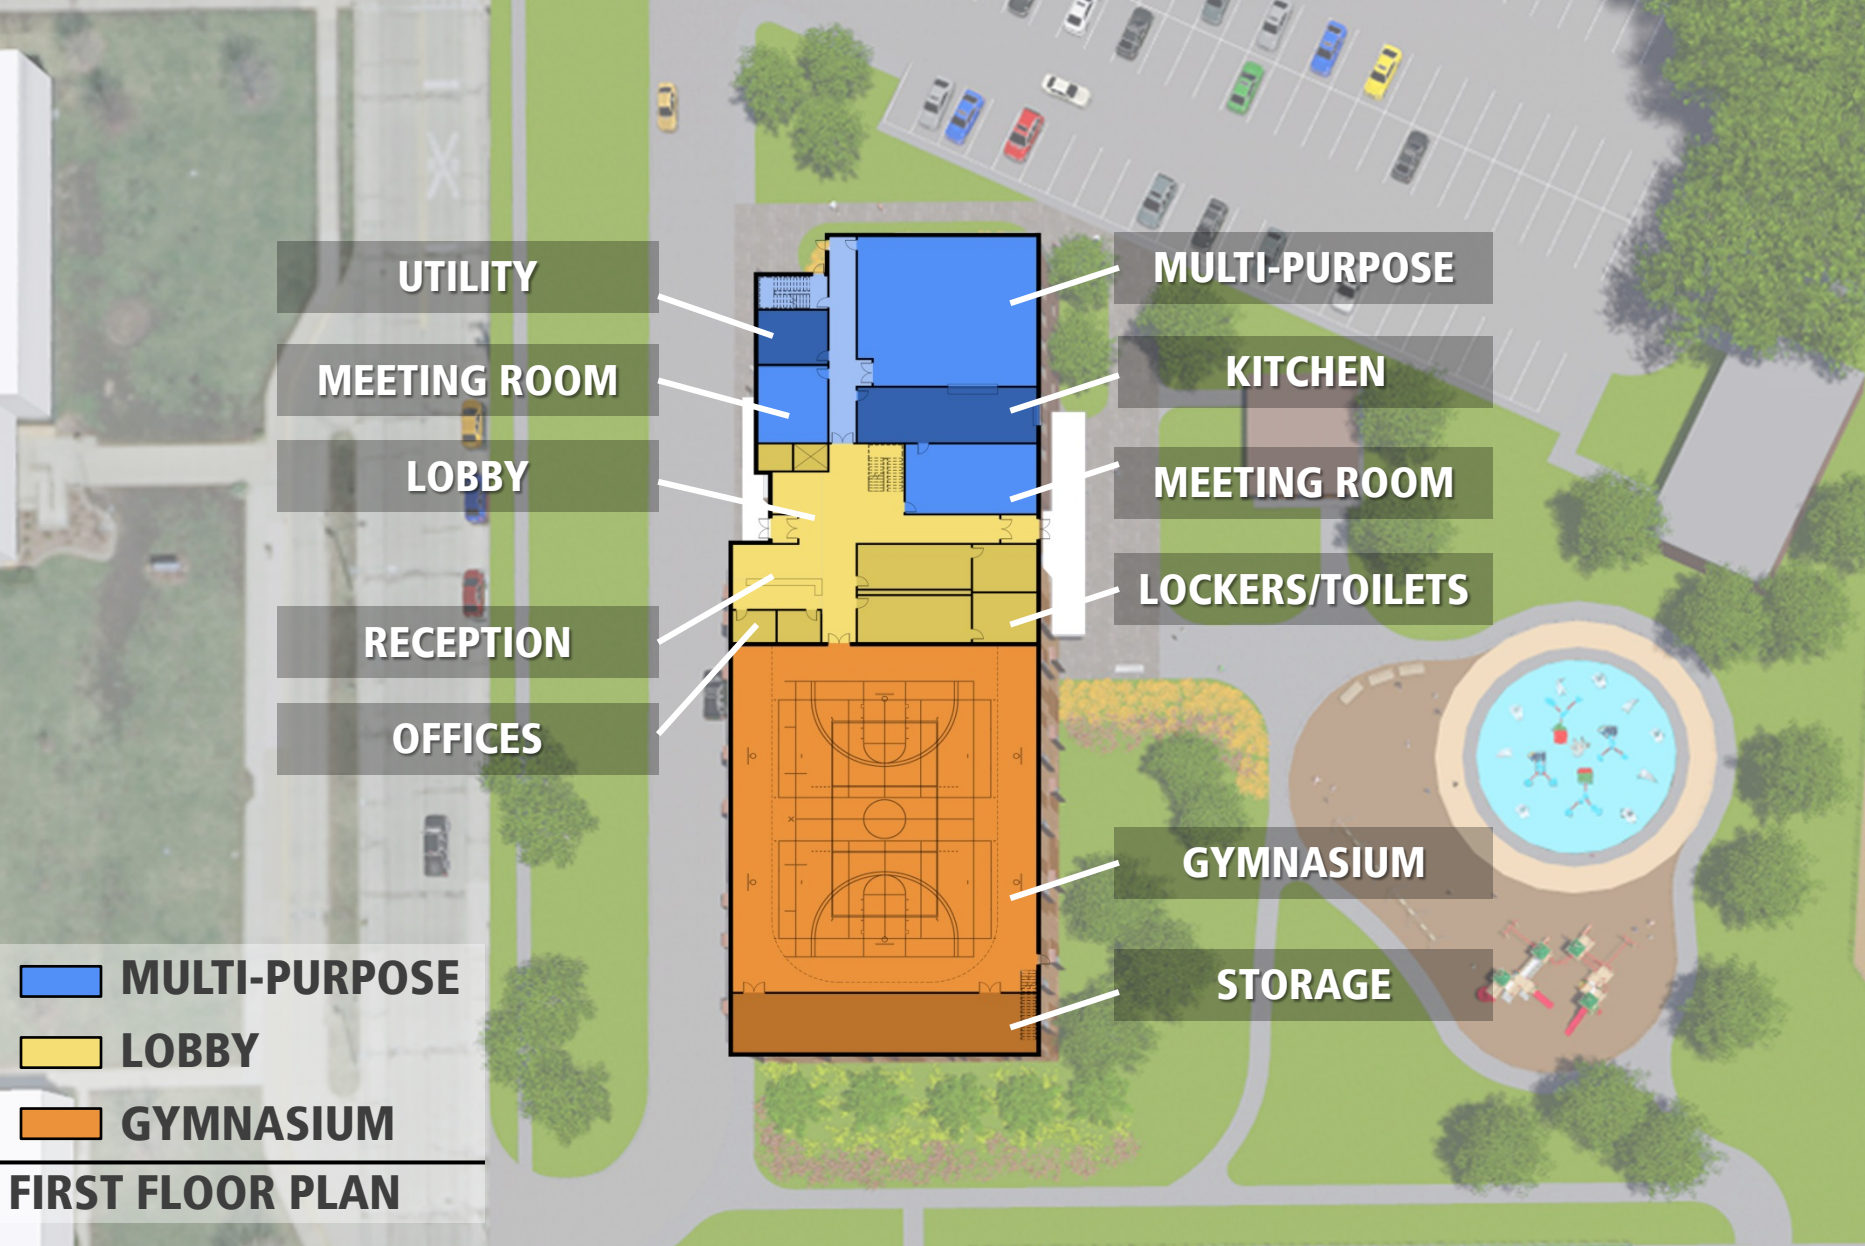 UTILITY
MEETING ROOM
LOBBY
RECEPTION
OFFICES
MULTI-PURPOSE
KITCHEN
MEETING ROOM
LOCKERS/TOILETS
GYMNASIUM
STORAGE
MULTI-PURPOSE
LOBBY
GYMNASIUM
FIRST FLOOR PLAN